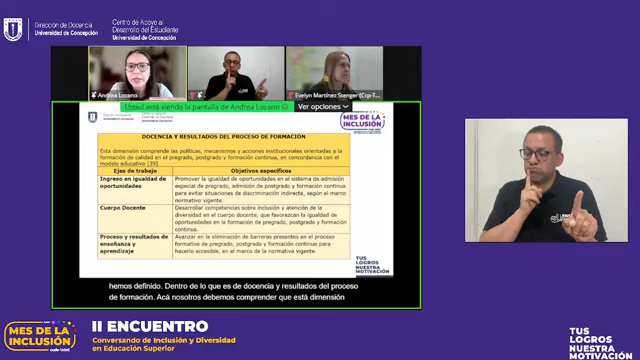 Dirección de Docencia
Universidad de Concepción
Centro de Apoyo al
Desarrollo del Estudiante
Universidad de Concepción
Andrea Lozano
Evelyn Martínez Stenger (Ccp-T...
Usted está viendo la pantalla de Andrea Lozano
Ver opciones
MES DE LA
INCLUSIÓN
DOCENCIA Y RESULTADOS DEL PROCESO DE FORMACIÓN
Esta dimensión comprende las políticas, mecanismos y acciones institucionales orientadas a la
formación de calidad en el pregrado, postgrado y formación continua, en concordancia con el
modelo educativo [35]
Ejes de trabajo
Objetivos específicos
Ingreso en igualdad de
oportunidades
Promover la igualdad de oportunidades en el sistema de admisión
especial de pregrado, admisión de postgrado y formación continua
para evitar situaciones de discriminación indirecta, según el marco
normativo vigente.
Cuerpo Docente
Desarrollar competencias sobre inclusión y atención de la
diversidad en el cuerpo docente, que favorezcan la igualdad de
oportunidades en la formación de pregrado, postgrado y formación
continua.
Proceso y resultados de
enseñanza y
aprendizaje
Avanzar en la eliminación de barreras presentes en el proceso
formativo de pregrado, postgrado y formación continua para
hacerlo accesible, en el marco de la normativa vigente.
TUS
LOGROS
NUESTRA
MOTIVACIÓN
hemos definido. Dentro de lo que es de docencia y resultados del proceso
de formación. Acá nosotros debemos comprender que está dimensión
MES DE LA
INCLUSIÓN
II ENCUENTRO
Conversando de Inclusión y Diversidad
en Educación Superior
TUS
LOGROS
NUESTRA
MOTIVACIÓN